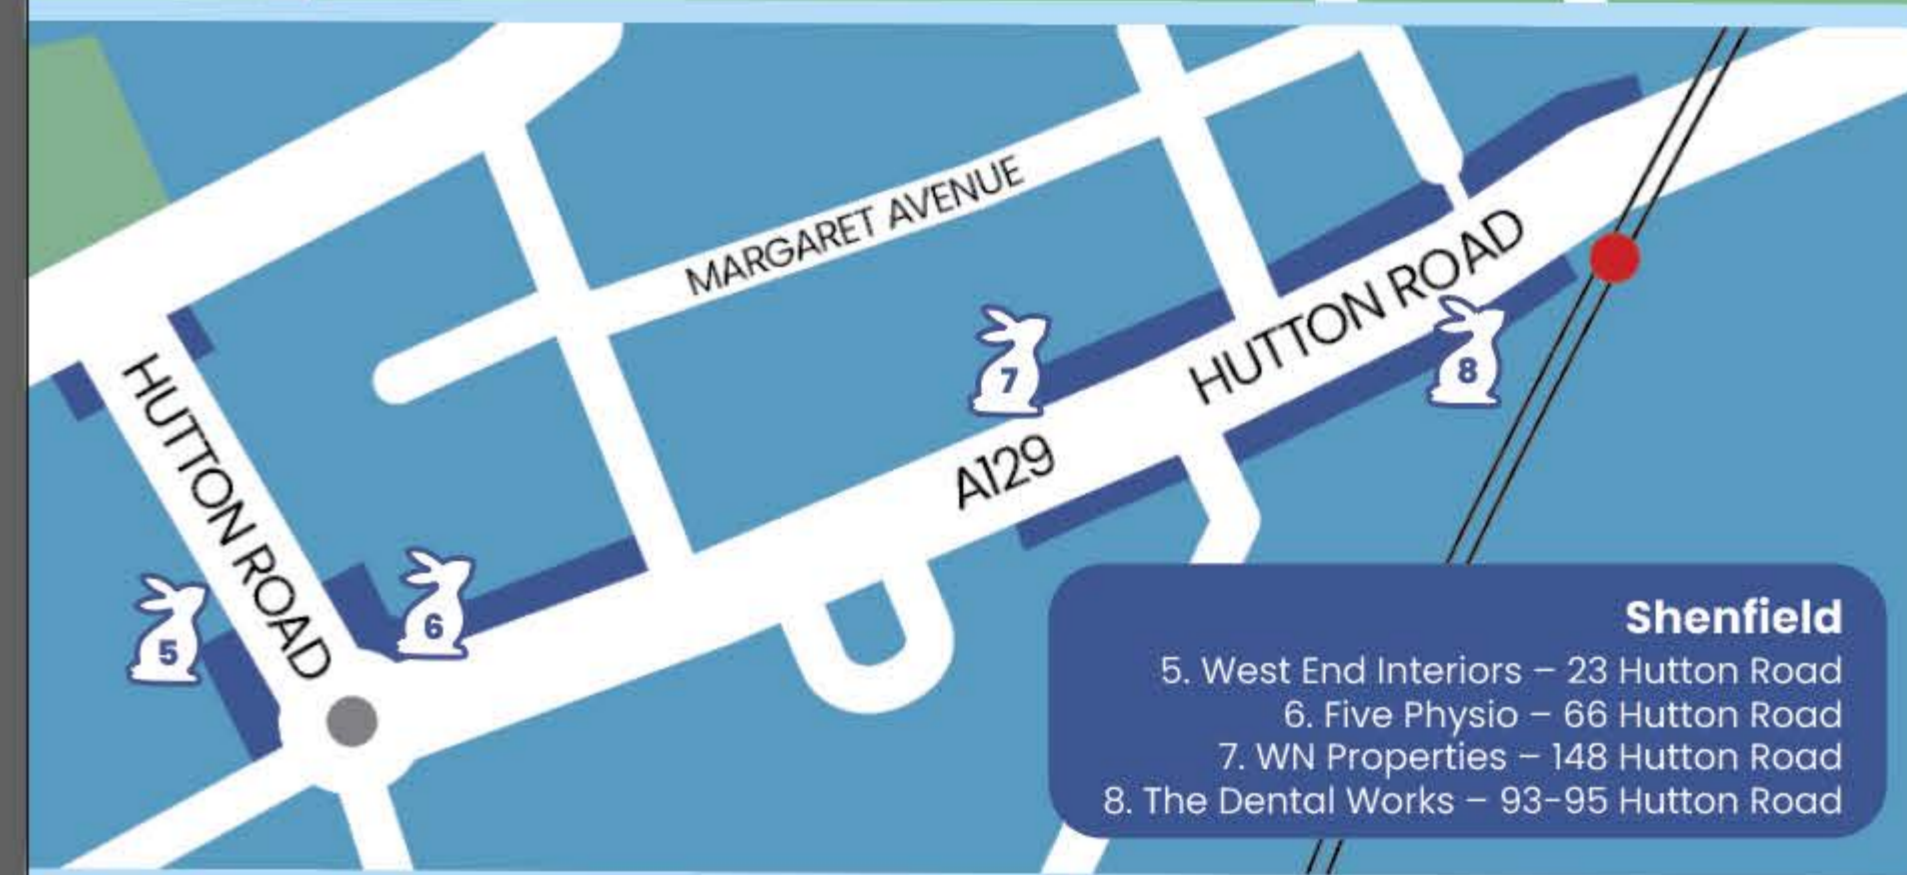 MARGARET AVENUE
HUTTON ROAD
HUTTON ROAD
7
8
A129
5
6
Shenfield
5. West End Interiors – 23 Hutton Road
6. Five Physio – 66 Hutton Road
7. WN Properties – 148 Hutton Road
8. The Dental Works – 93-95 Hutton Road